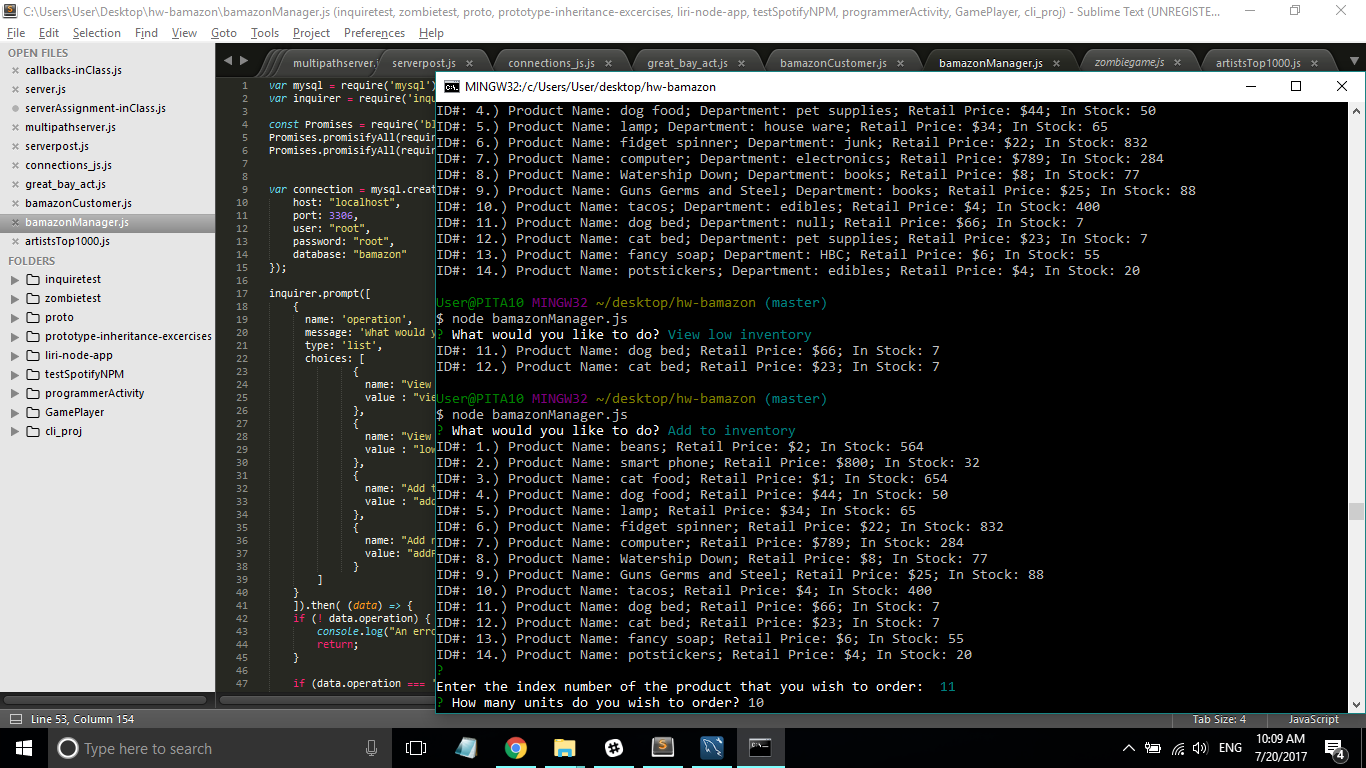 C:\Users\User\Desktop\hw-bamazon\bamazonManager.js (inquiretest, zombietest, proto, prototype-inheritance-excercises, liri-node-app, testSpotifyNPM, programmerActivity, GamePlayer, cli_proj) - Sublime Text (UNREGISTE...
File Edit Selection Find View Goto Tools Project Preferences Help
OPEN FILES
callbacks-inClass.js
server.js
serverAssignment-inClass.js
multipathserver.js
serverpost.js
connections_js.js
great_bay_act.js
bamazonCustomer.js
bamazonManager.js
artistsTop1000.js
FOLDERS
inquiretest
zombietest
proto
prototype-inheritance-excercises
liri-node-app
testSpotifyNPM
programmerActivity
GamePlayer
cli_proj
multipathserver.j serverpost.js connections_js.js great_bay_act.js bamazonCustomer.js bamazonManager.js zombiegame.js artistsTop1000.js
1 var mysql = require('mysql')
2 var inquirer = require('inqu
3
4 const Promises = require('bl
5 Promises.promisifyAll(requir
6 Promises.promisifyAll(requir
7
8
9 var connection = mysql.creat
10 host: "localhost",
11 port: 3306,
12 user: "root",
13 password: "root",
14 database: "bamazon"
15 });
16
17 inquirer.prompt([
18 {
19 name: 'operation',
20 message: 'What would y
21 type: 'list',
22 choices: [
23 {
24 name: "View
25 value : "vie
26 },
27 {
28 name: "View
29 value : "low
30 },
31 {
32 name: "Add t
33 value : "add
34 },
35 {
36 name: "Add n
37 value: "addP
38 }
39 ]
40 }
41 ]).then( (data) => {
42 if (! data.operation) {
43 console.log("An erro
44 return;
45 }
46
47 if (data.operation === '
MINGW32:/c/Users/User/desktop/hw-bamazon
ID#: 4.) Product Name: dog food; Department: pet supplies; Retail Price: $44; In Stock: 50
ID#: 5.) Product Name: lamp; Department: house ware; Retail Price: $34; In Stock: 65
ID#: 6.) Product Name: fidget spinner; Department: junk; Retail Price: $22; In Stock: 832
ID#: 7.) Product Name: computer; Department: electronics; Retail Price: $789; In Stock: 284
ID#: 8.) Product Name: Watership Down; Department: books; Retail Price: $8; In Stock: 77
ID#: 9.) Product Name: Guns Germs and Steel; Department: books; Retail Price: $25; In Stock: 88
ID#: 10.) Product Name: tacos; Department: edibles; Retail Price: $4; In Stock: 400
ID#: 11.) Product Name: dog bed; Department: null; Retail Price: $66; In Stock: 7
ID#: 12.) Product Name: cat bed; Department: pet supplies; Retail Price: $23; In Stock: 7
ID#: 13.) Product Name: fancy soap; Department: HBC; Retail Price: $6; In Stock: 55
ID#: 14.) Product Name: potstickers; Department: edibles; Retail Price: $4; In Stock: 20
User@PITA10 MINGW32 ~/desktop/hw-bamazon (master)
$ node bamazonManager.js
? What would you like to do? View low inventory
ID#: 11.) Product Name: dog bed; Retail Price: $66; In Stock: 7
ID#: 12.) Product Name: cat bed; Retail Price: $23; In Stock: 7
User@PITA10 MINGW32 ~/desktop/hw-bamazon (master)
$ node bamazonManager.js
? What would you like to do? Add to inventory
ID#: 1.) Product Name: beans; Retail Price: $2; In Stock: 564
ID#: 2.) Product Name: smart phone; Retail Price: $800; In Stock: 32
ID#: 3.) Product Name: cat food; Retail Price: $1; In Stock: 654
ID#: 4.) Product Name: dog food; Retail Price: $44; In Stock: 50
ID#: 5.) Product Name: lamp; Retail Price: $34; In Stock: 65
ID#: 6.) Product Name: fidget spinner; Retail Price: $22; In Stock: 832
ID#: 7.) Product Name: computer; Retail Price: $789; In Stock: 284
ID#: 8.) Product Name: Watership Down; Retail Price: $8; In Stock: 77
ID#: 9.) Product Name: Guns Germs and Steel; Retail Price: $25; In Stock: 88
ID#: 10.) Product Name: tacos; Retail Price: $4; In Stock: 400
ID#: 11.) Product Name: dog bed; Retail Price: $66; In Stock: 7
ID#: 12.) Product Name: cat bed; Retail Price: $23; In Stock: 7
ID#: 13.) Product Name: fancy soap; Retail Price: $6; In Stock: 55
ID#: 14.) Product Name: potstickers; Retail Price: $4; In Stock: 20
?
Enter the index number of the product that you wish to order: 11
? How many units do you wish to order? 10
Line 53, Column 154 Tab Size: 4 JavaScript
Type here to search ENG 10:09 AM
7/20/2017 4